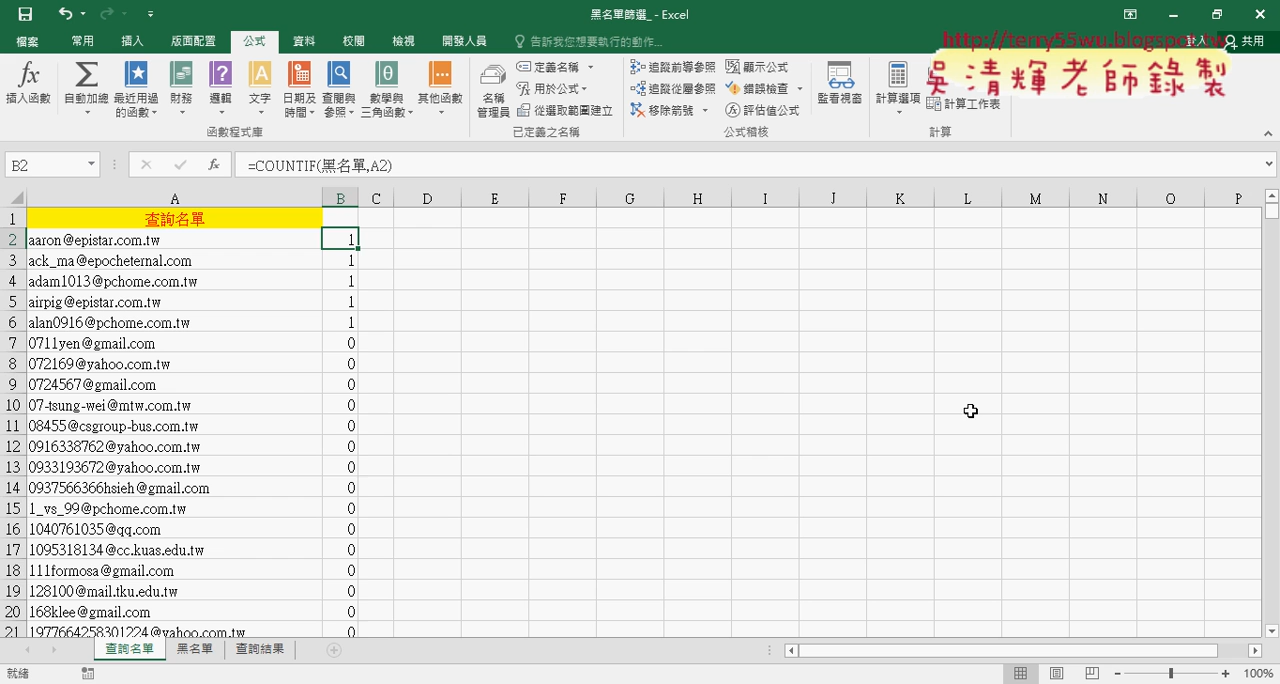 黑名單篩選_ - Excel
檔案 常用 插入 版面配置 公式 資料 校閱 檢視 開發人員 告訴我您想要執行的動作... 登入 共用
http://terry55wu.blogspot.tw
吳清輝老師錄製
插入函數 自動加總 最近用過的函數 財務 邏輯 文字 日期及時間 查閱與參照 數學與三角函數 其他函數
函數程式庫
名稱管理員 定義名稱 用於公式 從選取範圍建立
已定義之名稱
追蹤前導參照 追蹤從屬參照 移除箭號 顯示公式 錯誤檢查 評估值公式 監看視窗
公式稽核
計算選項 計算工作表
計算
B2 fx =COUNTIF(黑名單,A2)
A B C D E F G H I J K L M N O P
1 查詢名單
2 aaron@epistar.com.tw 1
3 ack_ma@epocheternal.com 1
4 adam1013@pchome.com.tw 1
5 airpig@epistar.com.tw 1
6 alan0916@pchome.com.tw 1
7 0711yen@gmail.com 0
8 072169@yahoo.com.tw 0
9 0724567@gmail.com 0
10 07-tsung-wei@mtw.com.tw 0
11 08455@csgroup-bus.com.tw 0
12 0916338762@yahoo.com.tw 0
13 0933193672@yahoo.com.tw 0
14 0937566366hsieh@gmail.com 0
15 1_vs_99@pchome.com.tw 0
16 1040761035@qq.com 0
17 1095318134@cc.kuas.edu.tw 0
18 111formosa@gmail.com 0
19 128100@mail.tku.edu.tw 0
20 168klee@gmail.com 0
21 1977664258301224@yahoo.com.tw 0
查詢名單 黑名單 查詢結果
就緒 100%